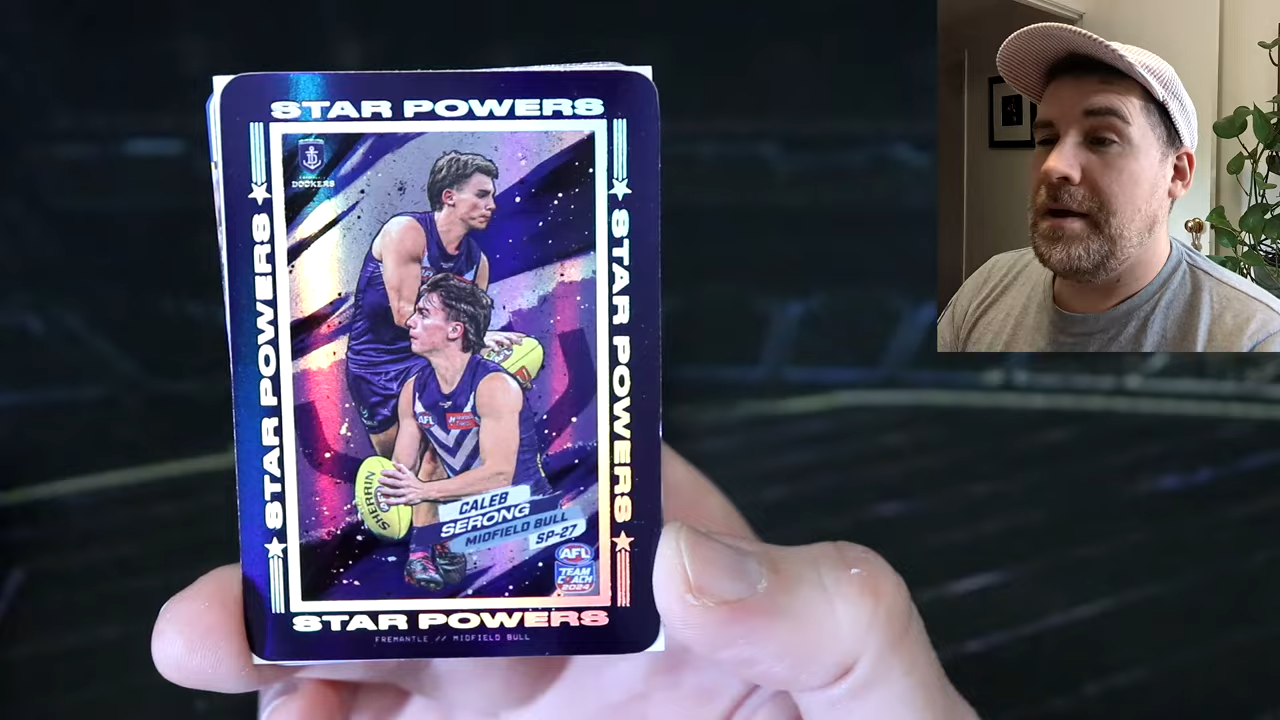 STAR POWERS
DOCKERS
STAR POWERS
STAR POWERS
AFL
SHERRIN
CALEB
SERONG
MIDFIELD BULL
SP-27
AFL
TEAM
COACH
2024
STAR POWERS
FREMANTLE // MIDFIELD BULL